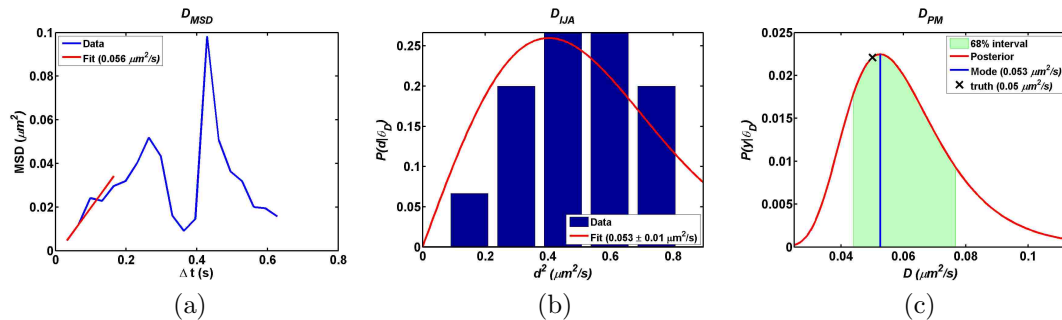 D_MSD
MSD (μm²)
0.1
0.08
0.06
0.04
0.02
0
0
0.2
0.4
0.6
0.8
Δ t (s)
Data
Fit (0.056 μm²/s)
(a)
D_IJA
P(d|θ_D)
0.25
0.2
0.15
0.1
0.05
0
0
0.2
0.4
0.6
0.8
d² (μm²/s)
Data
Fit (0.053 ± 0.01 μm²/s)
(b)
D_PM
P(y|θ_D)
0.025
0.02
0.015
0.01
0.005
0
0.04
0.06
0.08
0.1
D (μm²/s)
68% interval
Posterior
Mode (0.053 μm²/s)
truth (0.05 μm²/s)
(c)